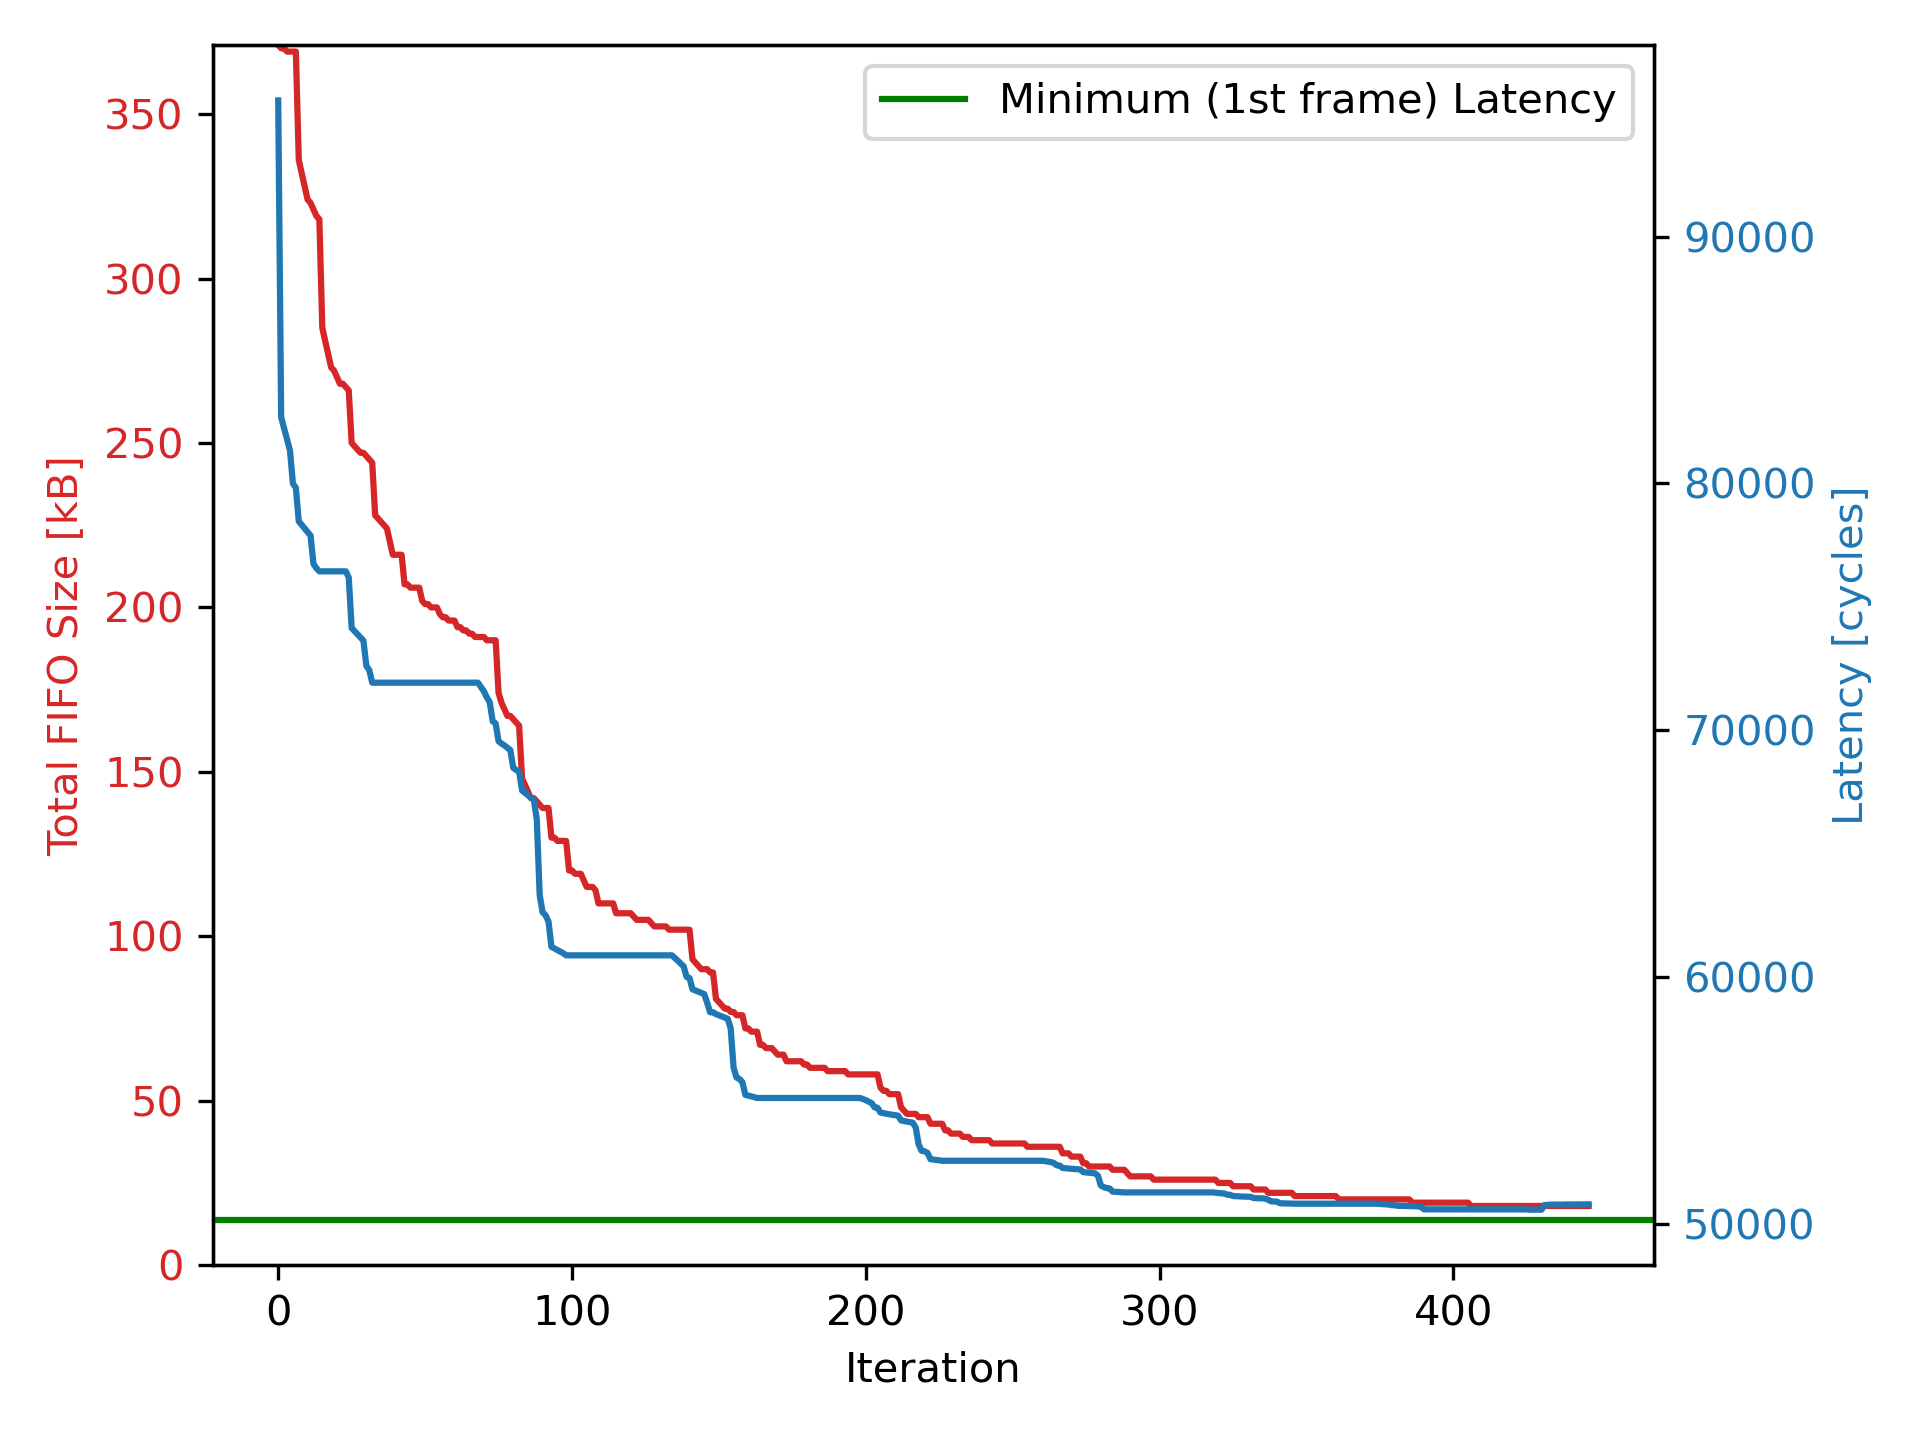 Minimum (1st frame) Latency
350
300
250
200
150
100
50
0
Total FIFO Size [kB]
90000
80000
70000
60000
50000
Latency [cycles]
0 100 200 300 400
Iteration